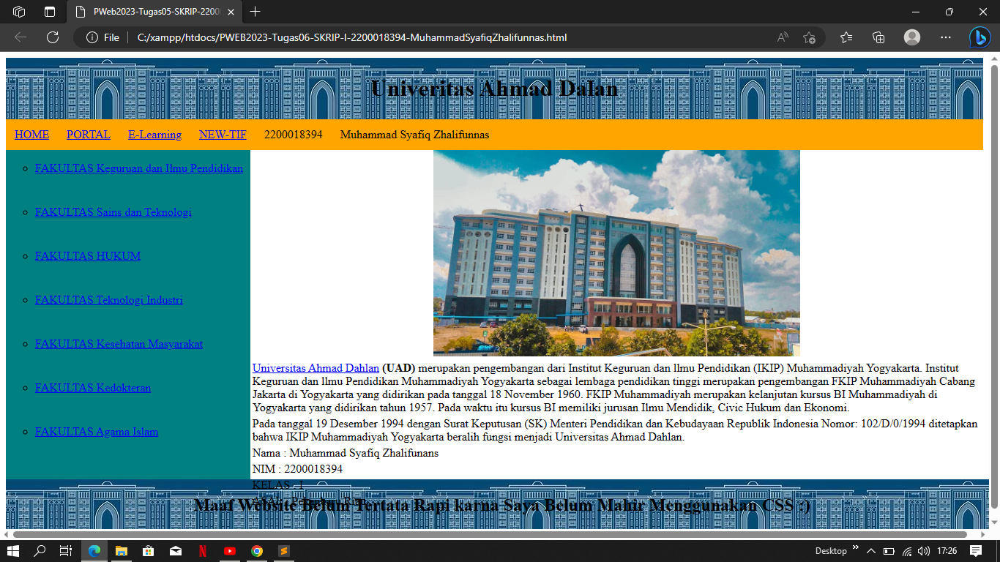 PWeb2023-Tugas05-SKRIP-2200
File C:/xampp/htdocs/PWEB2023-Tugas06-SKRIP-I-2200018394-MuhammadSyafiqZhalifunnas.html
Univeritas Ahmad Dalan
HOME PORTAL E-Learning NEW-TIF 2200018394 Muhammad Syafiq Zhalifunnas
FAKULTAS Keguruan dan Ilmu Pendidikan
FAKULTAS Sains dan Teknologi
FAKULTAS HUKUM
FAKULTAS Teknologi Industri
FAKULTAS Kesehatan Masyarakat
FAKULTAS Kedokteran
FAKULTAS Agama Islam
Universitas Ahmad Dahlan (UAD) merupakan pengembangan dari Institut Keguruan dan llmu Pendidikan (IKIP) Muhammadiyah Yogyakarta. Institut
Keguruan dan llmu Pendidikan Muhammadiyah Yogyakarta sebagai lembaga pendidikan tinggi merupakan pengembangan FKIP Muhammadiyah Cabang
Jakarta di Yogyakarta yang didirikan pada tanggal 18 November 1960. FKIP Muhammadiyah merupakan kelanjutan kursus BI Muhammadiyah di
Yogyakarta yang didirikan tahun 1957. Pada waktu itu kursus BI memiliki jurusan Ilmu Mendidik, Civic Hukum dan Ekonomi.
Pada tanggal 19 Desember 1994 dengan Surat Keputusan (SK) Menteri Pendidikan dan Kebudayaan Republik Indonesia Nomor: 102/D/0/1994 ditetapkan
bahwa IKIP Muhammadiyah Yogyakarta beralih fungsi menjadi Universitas Ahmad Dahlan.
Nama : Muhammad Syafiq Zhalifunans
NIM : 2200018394
KELAS : I
Maaf Website Belum Tertata Rapi karna Saya Belum Mahir Menggunakan CSS :)
Desktop 17:26